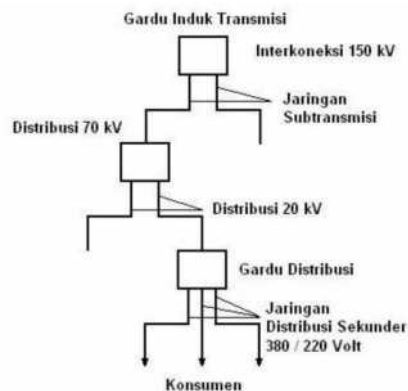 Gardu Induk Transmisi
Interkoneksi 150 kV
Jaringan
Subtransmisi
Distribusi 70 kV
Distribusi 20 kV
Gardu Distribusi
Jaringan
Distribusi Sekunder
380 / 220 Volt
Konsumen